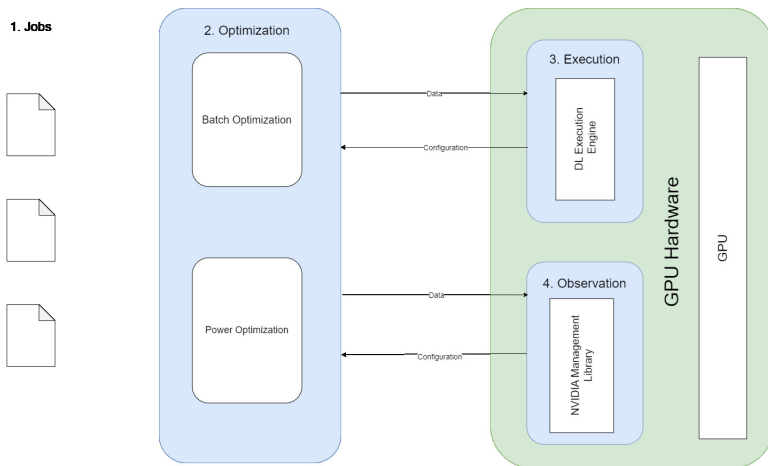 1. Jobs
2. Optimization
Batch Optimization
Power Optimization
Data
Configuration
Data
Configuration
3. Execution
DL Execution
Engine
4. Observation
NVIDIA Management
Library
GPU Hardware
GPU